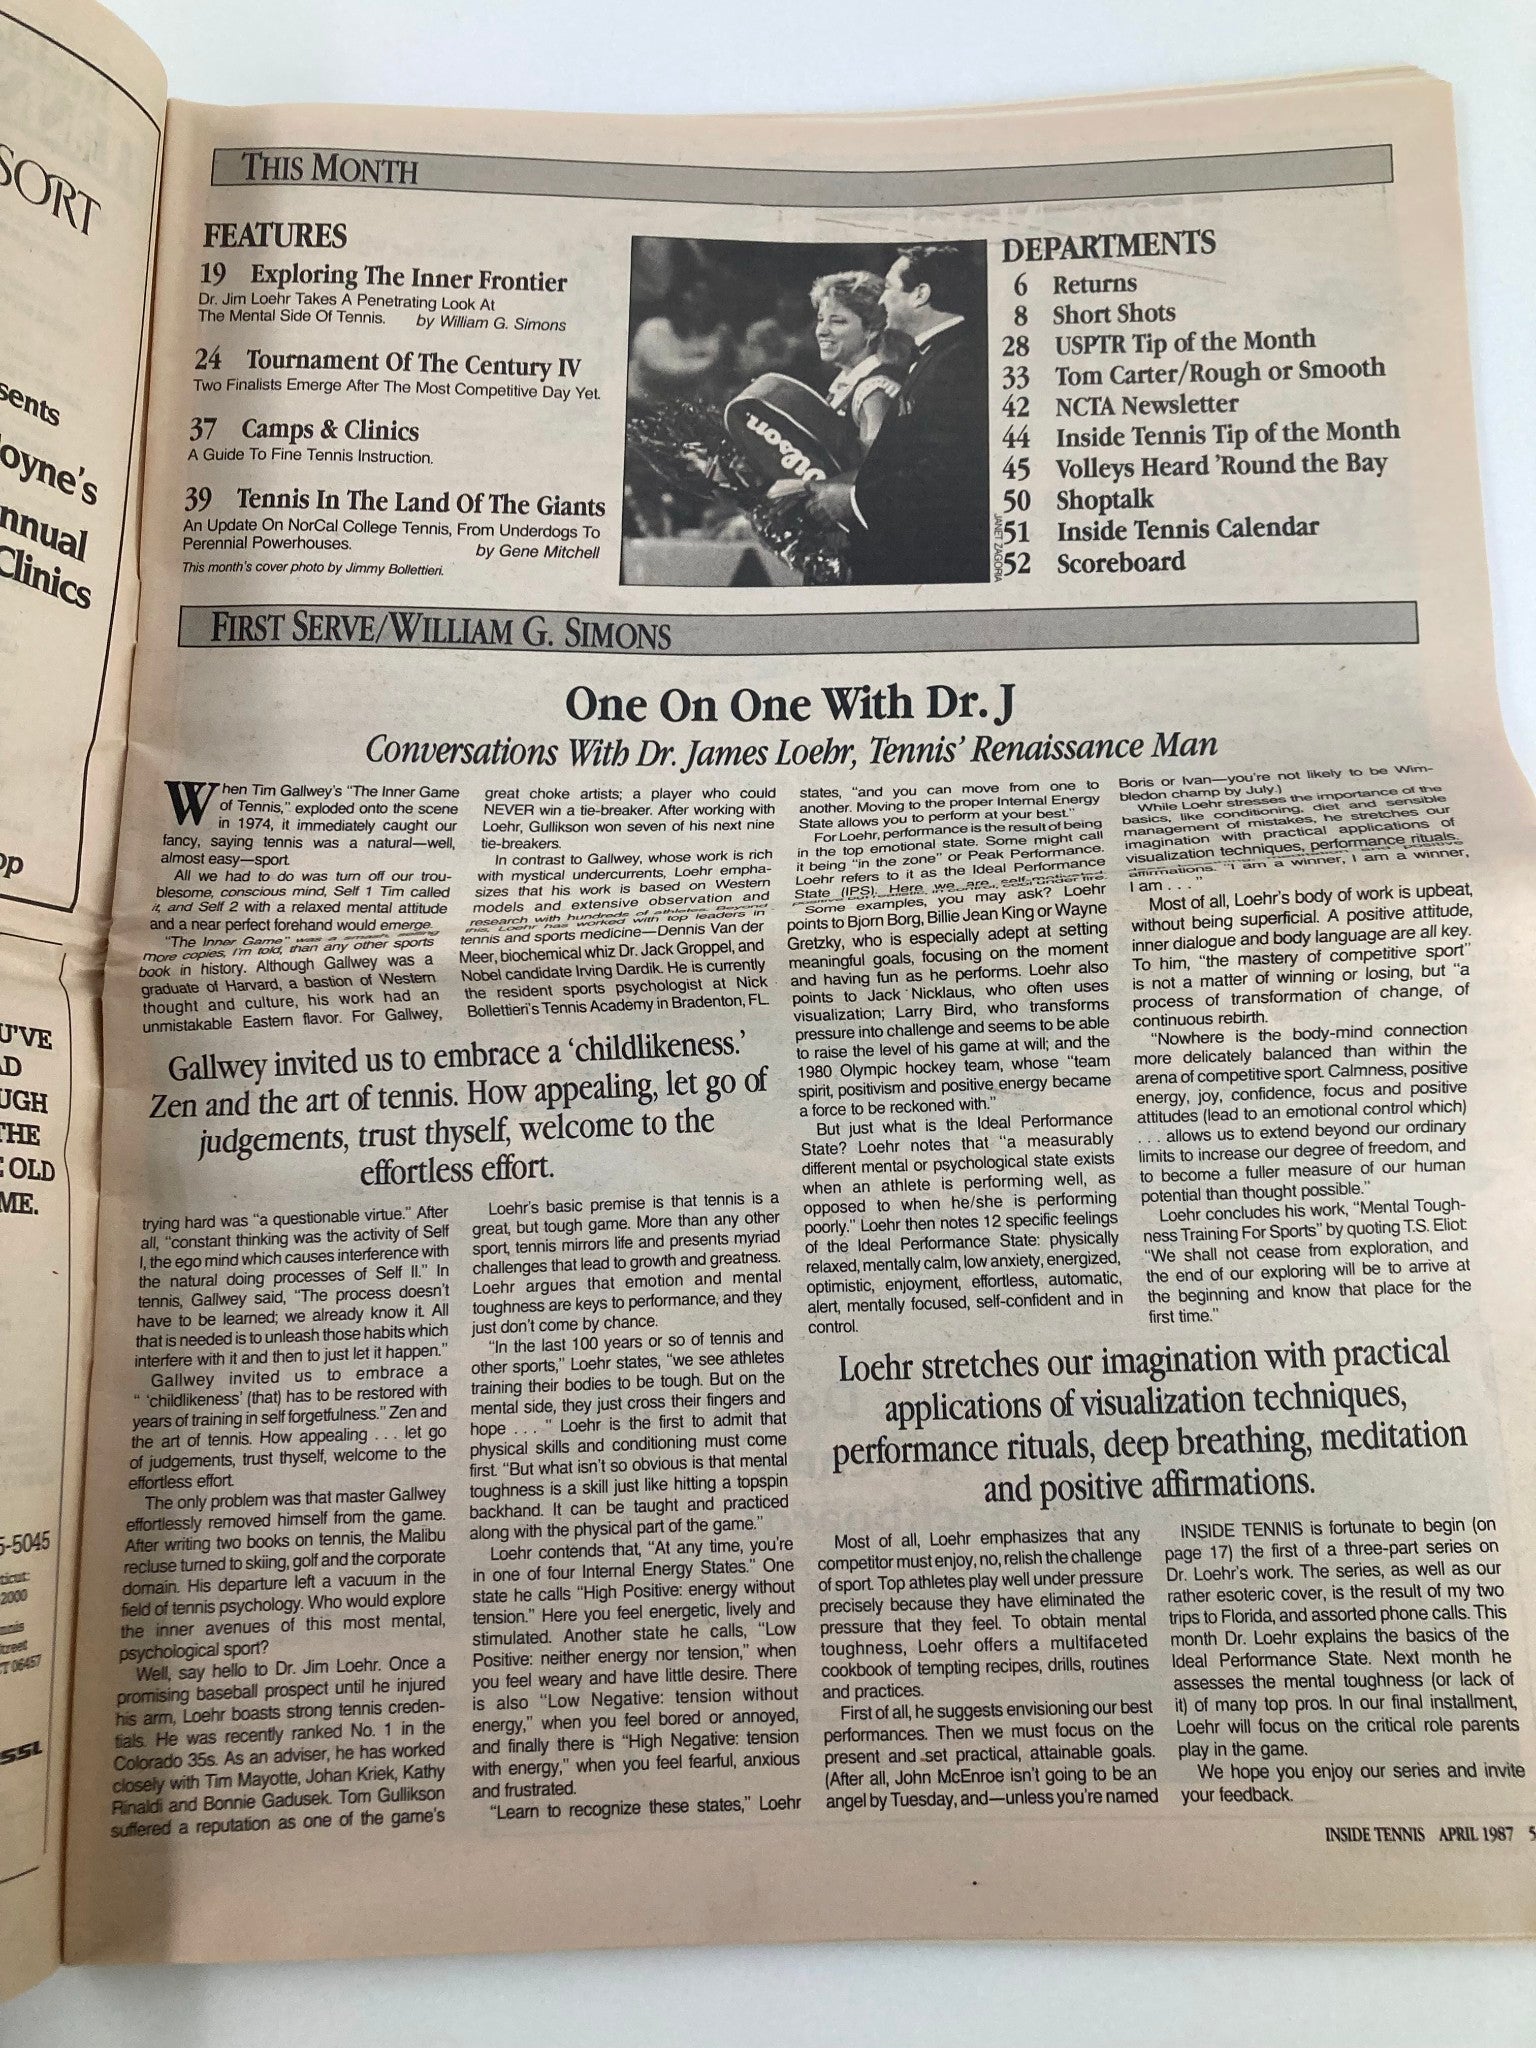 SORT
sents
oyne's
nnual
Clinics
op
U'VE
AD
UGH
THE
OLD
ME.
5-5045
ticut:
2000
nnis
treet
CT 06457
SSL
THIS MONTH
FEATURES
19 Exploring The Inner Frontier
Dr. Jim Loehr Takes A Penetrating Look At
The Mental Side Of Tennis. by William G. Simons
24 Tournament Of The Century IV
Two Finalists Emerge After The Most Competitive Day Yet.
37 Camps & Clinics
A Guide To Fine Tennis Instruction.
39 Tennis In The Land Of The Giants
An Update On NorCal College Tennis, From Underdogs To
Perennial Powerhouses. by Gene Mitchell
This month's cover photo by Jimmy Bollettieri.
Wilson
JANET ZAGORIA
DEPARTMENTS
6 Returns
8 Short Shots
28 USPTR Tip of the Month
33 Tom Carter/Rough or Smooth
42 NCTA Newsletter
44 Inside Tennis Tip of the Month
45 Volleys Heard 'Round the Bay
50 Shoptalk
51 Inside Tennis Calendar
52 Scoreboard
FIRST SERVE/WILLIAM G. SIMONS
One On One With Dr. J
Conversations With Dr. James Loehr, Tennis' Renaissance Man
When Tim Gallwey's "The Inner Game
of Tennis," exploded onto the scene
in 1974, it immediately caught our
fancy, saying tennis was a natural—well,
almost easy—sport.
All we had to do was turn off our trou-
blesome, conscious mind, Self 1 Tim called
it, and Self 2 with a relaxed mental attitude
and a near perfect forehand would emerge.
"The Inner Game" was a smash, selling
more copies, I'm told, than any other sports
book in history. Although Gallwey was a
graduate of Harvard, a bastion of Western
thought and culture, his work had an
unmistakable Eastern flavor. For Gallwey,
Gallwey invited us to embrace a 'childlikeness.'
Zen and the art of tennis. How appealing, let go of
judgements, trust thyself, welcome to the
effortless effort.
trying hard was "a questionable virtue." After
all, "constant thinking was the activity of Self
I, the ego mind which causes interference with
the natural doing processes of Self II." In
tennis, Gallwey said, "The process doesn't
have to be learned; we already know it. All
that is needed is to unleash those habits which
interfere with it and then to just let it happen."
Gallwey invited us to embrace a
" 'childlikeness' (that) has to be restored with
years of training in self forgetfulness." Zen and
the art of tennis. How appealing . . . let go
of judgements, trust thyself, welcome to the
effortless effort.
The only problem was that master Gallwey
effortlessly removed himself from the game.
After writing two books on tennis, the Malibu
recluse turned to skiing, golf and the corporate
domain. His departure left a vacuum in the
field of tennis psychology. Who would explore
the inner avenues of this most mental,
psychological sport?
Well, say hello to Dr. Jim Loehr. Once a
promising baseball prospect until he injured
his arm, Loehr boasts strong tennis creden-
tials. He was recently ranked No. 1 in the
Colorado 35s. As an adviser, he has worked
closely with Tim Mayotte, Johan Kriek, Kathy
Rinaldi and Bonnie Gadusek. Tom Gullikson
suffered a reputation as one of the game's
great choke artists; a player who could
NEVER win a tie-breaker. After working with
Loehr, Gullikson won seven of his next nine
tie-breakers.
In contrast to Gallwey, whose work is rich
with mystical undercurrents, Loehr empha-
sizes that his work is based on Western
models and extensive observation and
research with hundreds of athletes. Beyond
this, Loehr has worked with top leaders in
tennis and sports medicine—Dennis Van der
Meer, biochemical whiz Dr. Jack Groppel, and
Nobel candidate Irving Dardik. He is currently
the resident sports psychologist at Nick
Bollettieri's Tennis Academy in Bradenton, FL.
Loehr's basic premise is that tennis is a
great, but tough game. More than any other
sport, tennis mirrors life and presents myriad
challenges that lead to growth and greatness.
Loehr argues that emotion and mental
toughness are keys to performance, and they
just don't come by chance.
"In the last 100 years or so of tennis and
other sports," Loehr states, "we see athletes
training their bodies to be tough. But on the
mental side, they just cross their fingers and
hope . . . " Loehr is the first to admit that
physical skills and conditioning must come
first. "But what isn't so obvious is that mental
toughness is a skill just like hitting a topspin
backhand. It can be taught and practiced
along with the physical part of the game."
Loehr contends that, "At any time, you're
in one of four Internal Energy States." One
state he calls "High Positive: energy without
tension." Here you feel energetic, lively and
stimulated. Another state he calls, "Low
Positive: neither energy nor tension," when
you feel weary and have little desire. There
is also "Low Negative: tension without
energy," when you feel bored or annoyed,
and finally there is "High Negative: tension
with energy," when you feel fearful, anxious
and frustrated.
"Learn to recognize these states," Loehr
states, "and you can move from one to
another. Moving to the proper Internal Energy
State allows you to perform at your best."
For Loehr, performance is the result of being
in the top emotional state. Some might call
it being "in the zone" or Peak Performance.
Loehr refers to it as the Ideal Performance
State (IPS). Here we are self-motivated,
under fire.
Some examples, you may ask? Loehr
points to Bjorn Borg, Billie Jean King or Wayne
Gretzky, who is especially adept at setting
meaningful goals, focusing on the moment
and having fun as he performs. Loehr also
points to Jack Nicklaus, who often uses
visualization; Larry Bird, who transforms
pressure into challenge and seems to be able
to raise the level of his game at will; and the
1980 Olympic hockey team, whose "team
spirit, positivism and positive energy became
a force to be reckoned with."
But just what is the Ideal Performance
State? Loehr notes that "a measurably
different mental or psychological state exists
when an athlete is performing well, as
opposed to when he/she is performing
poorly." Loehr then notes 12 specific feelings
of the Ideal Performance State: physically
relaxed, mentally calm, low anxiety, energized,
optimistic, enjoyment, effortless, automatic,
alert, mentally focused, self-confident and in
control.
Boris or Ivan—you're not likely to be Wim-
bledon champ by July.)
While Loehr stresses the importance of the
basics, like conditioning, diet and sensible
management of mistakes, he stretches our
imagination with practical applications of
visualization techniques, performance rituals,
affirmations. "I am a winner, I am a winner,
I am . . . "
Most of all, Loehr's body of work is upbeat,
without being superficial. A positive attitude,
inner dialogue and body language are all key.
To him, "the mastery of competitive sport"
is not a matter of winning or losing, but "a
process of transformation of change, of
continuous rebirth.
"Nowhere is the body-mind connection
more delicately balanced than within the
arena of competitive sport. Calmness, positive
energy, joy, confidence, focus and positive
attitudes (lead to an emotional control which)
. . . allows us to extend beyond our ordinary
limits to increase our degree of freedom, and
to become a fuller measure of our human
potential than thought possible."
Loehr concludes his work, "Mental Tough-
ness Training For Sports" by quoting T.S. Eliot:
"We shall not cease from exploration, and
the end of our exploring will be to arrive at
the beginning and know that place for the
first time."
Loehr stretches our imagination with practical
applications of visualization techniques,
performance rituals, deep breathing, meditation
and positive affirmations.
Most of all, Loehr emphasizes that any
competitor must enjoy, no, relish the challenge
of sport. Top athletes play well under pressure
precisely because they have eliminated the
pressure that they feel. To obtain mental
toughness, Loehr offers a multifaceted
cookbook of tempting recipes, drills, routines
and practices.
First of all, he suggests envisioning our best
performances. Then we must focus on the
present and set practical, attainable goals.
(After all, John McEnroe isn't going to be an
angel by Tuesday, and—unless you're named
INSIDE TENNIS is fortunate to begin (on
page 17) the first of a three-part series on
Dr. Loehr's work. The series, as well as our
rather esoteric cover, is the result of my two
trips to Florida, and assorted phone calls. This
month Dr. Loehr explains the basics of the
Ideal Performance State. Next month he
assesses the mental toughness (or lack of
it) of many top pros. In our final installment,
Loehr will focus on the critical role parents
play in the game.
We hope you enjoy our series and invite
your feedback.
INSIDE TENNIS APRIL 1987 5